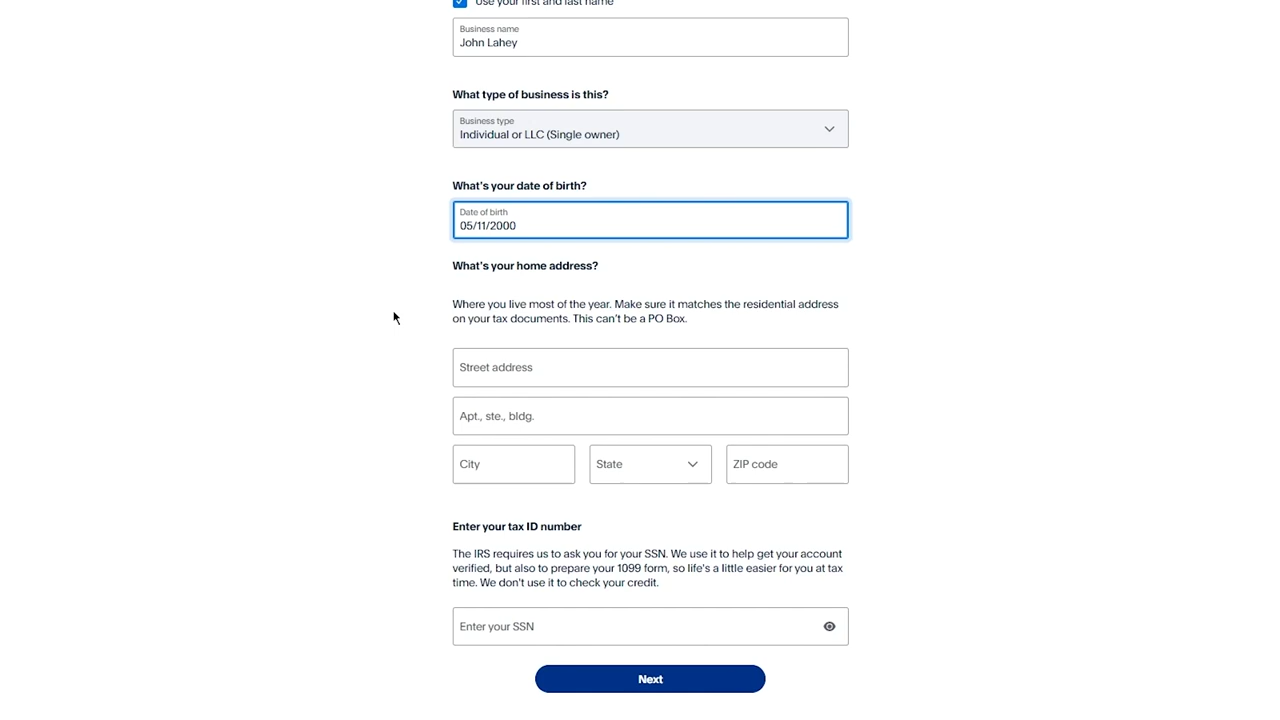 Use your first and last name
Business name
John Lahey
What type of business is this?
Business type
Individual or LLC (Single owner)
What's your date of birth?
Date of birth
05/11/2000
What's your home address?
Where you live most of the year. Make sure it matches the residential address
on your tax documents. This can't be a PO Box.
Street address
Apt., ste., bldg.
City
State
ZIP code
Enter your tax ID number
The IRS requires us to ask you for your SSN. We use it to help get your account
verified, but also to prepare your 1099 form, so life's a little easier for you at tax
time. We don't use it to check your credit.
Enter your SSN
Next